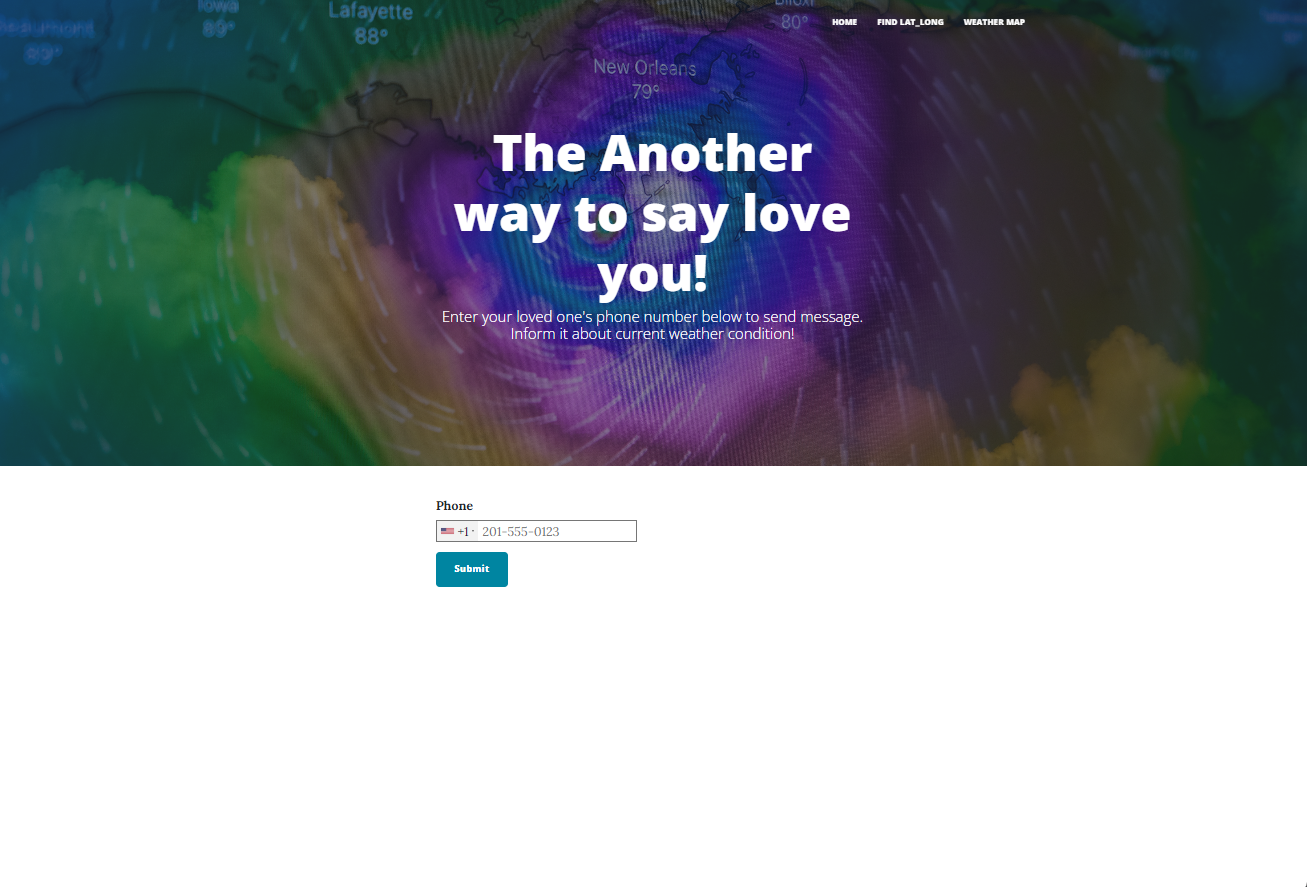 Iowa
89°
Lafayette
88°
Beaumont
89°
80°
HOME FIND LAT_LONG WEATHER MAP
New Orleans
79°
The Another
way to say love
you!
Enter your loved one's phone number below to send message.
Inform it about current weather condition!
Phone
+1 201-555-0123
Submit